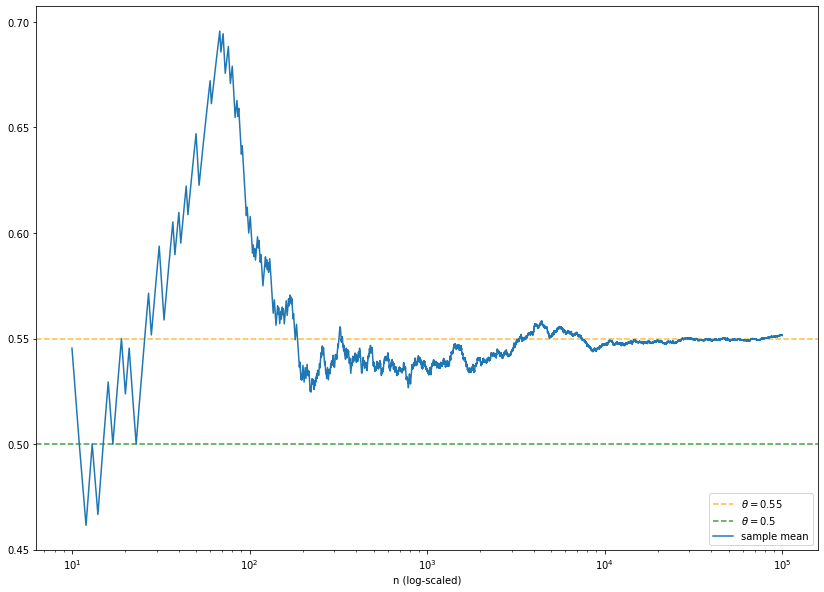 0.70
0.65
0.60
0.55
0.50
0.45
10¹
10²
10³
10⁴
10⁵
n (log-scaled)
θ = 0.55
θ = 0.5
sample mean